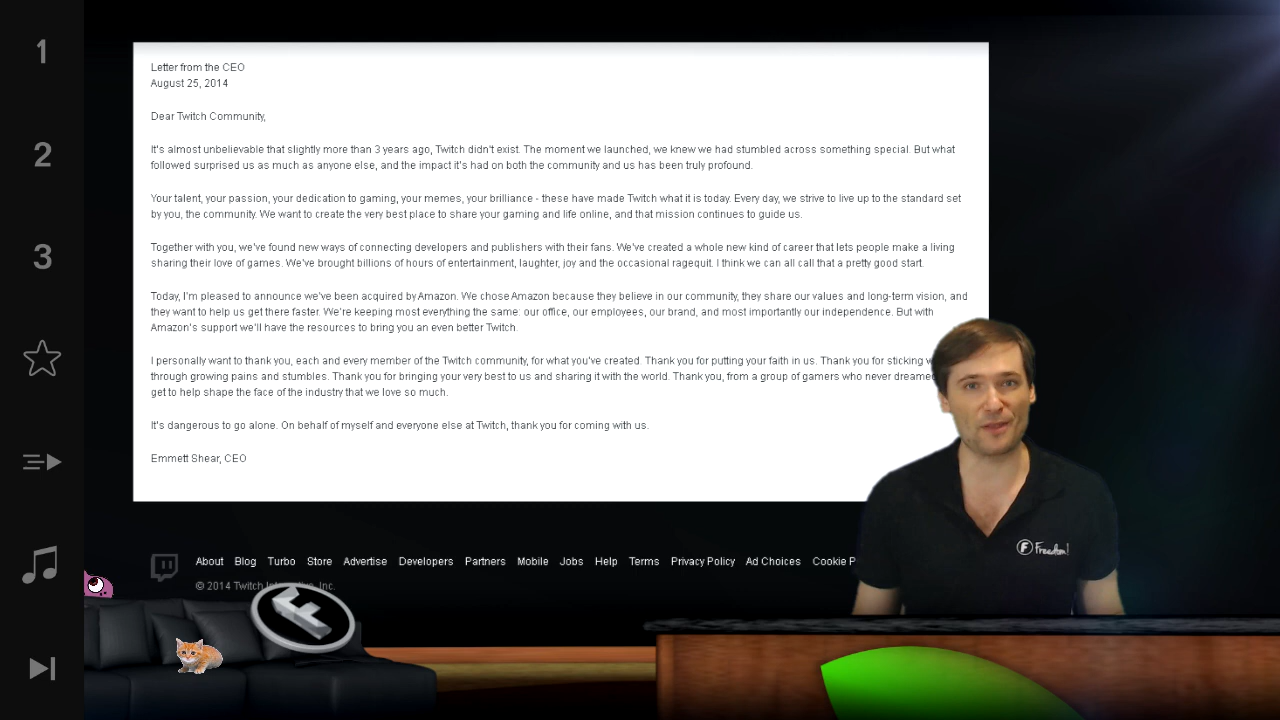 1
2
3
Letter from the CEO
August 25, 2014
Dear Twitch Community,
It's almost unbelievable that slightly more than 3 years ago, Twitch didn't exist. The moment we launched, we knew we had stumbled across something special. But what
followed surprised us as much as anyone else, and the impact it's had on both the community and us has been truly profound.
Your talent, your passion, your dedication to gaming, your memes, your brilliance - these have made Twitch what it is today. Every day, we strive to live up to the standard set
by you, the community. We want to create the very best place to share your gaming and life online, and that mission continues to guide us.
Together with you, we've found new ways of connecting developers and publishers with their fans. We've created a whole new kind of career that lets people make a living
sharing their love of games. We've brought billions of hours of entertainment, laughter, joy and the occasional ragequit. I think we can all call that a pretty good start.
Today, I'm pleased to announce we've been acquired by Amazon. We chose Amazon because they believe in our community, they share our values and long-term vision, and
they want to help us get there faster. We're keeping most everything the same: our office, our employees, our brand, and most importantly our independence. But with
Amazon's support we'll have the resources to bring you an even better Twitch.
I personally want to thank you, each and every member of the Twitch community, for what you've created. Thank you for putting your faith in us. Thank you for sticking
through growing pains and stumbles. Thank you for bringing your very best to us and sharing it with the world. Thank you, from a group of gamers who never dreamed
get to help shape the face of the industry that we love so much.
It's dangerous to go alone. On behalf of myself and everyone else at Twitch, thank you for coming with us.
Emmett Shear, CEO
F Freedom!
About Blog Turbo Store Advertise Developers Partners Mobile Jobs Help Terms Privacy Policy Ad Choices Cookie P
© 2014 Twitch Interactive, Inc.
F